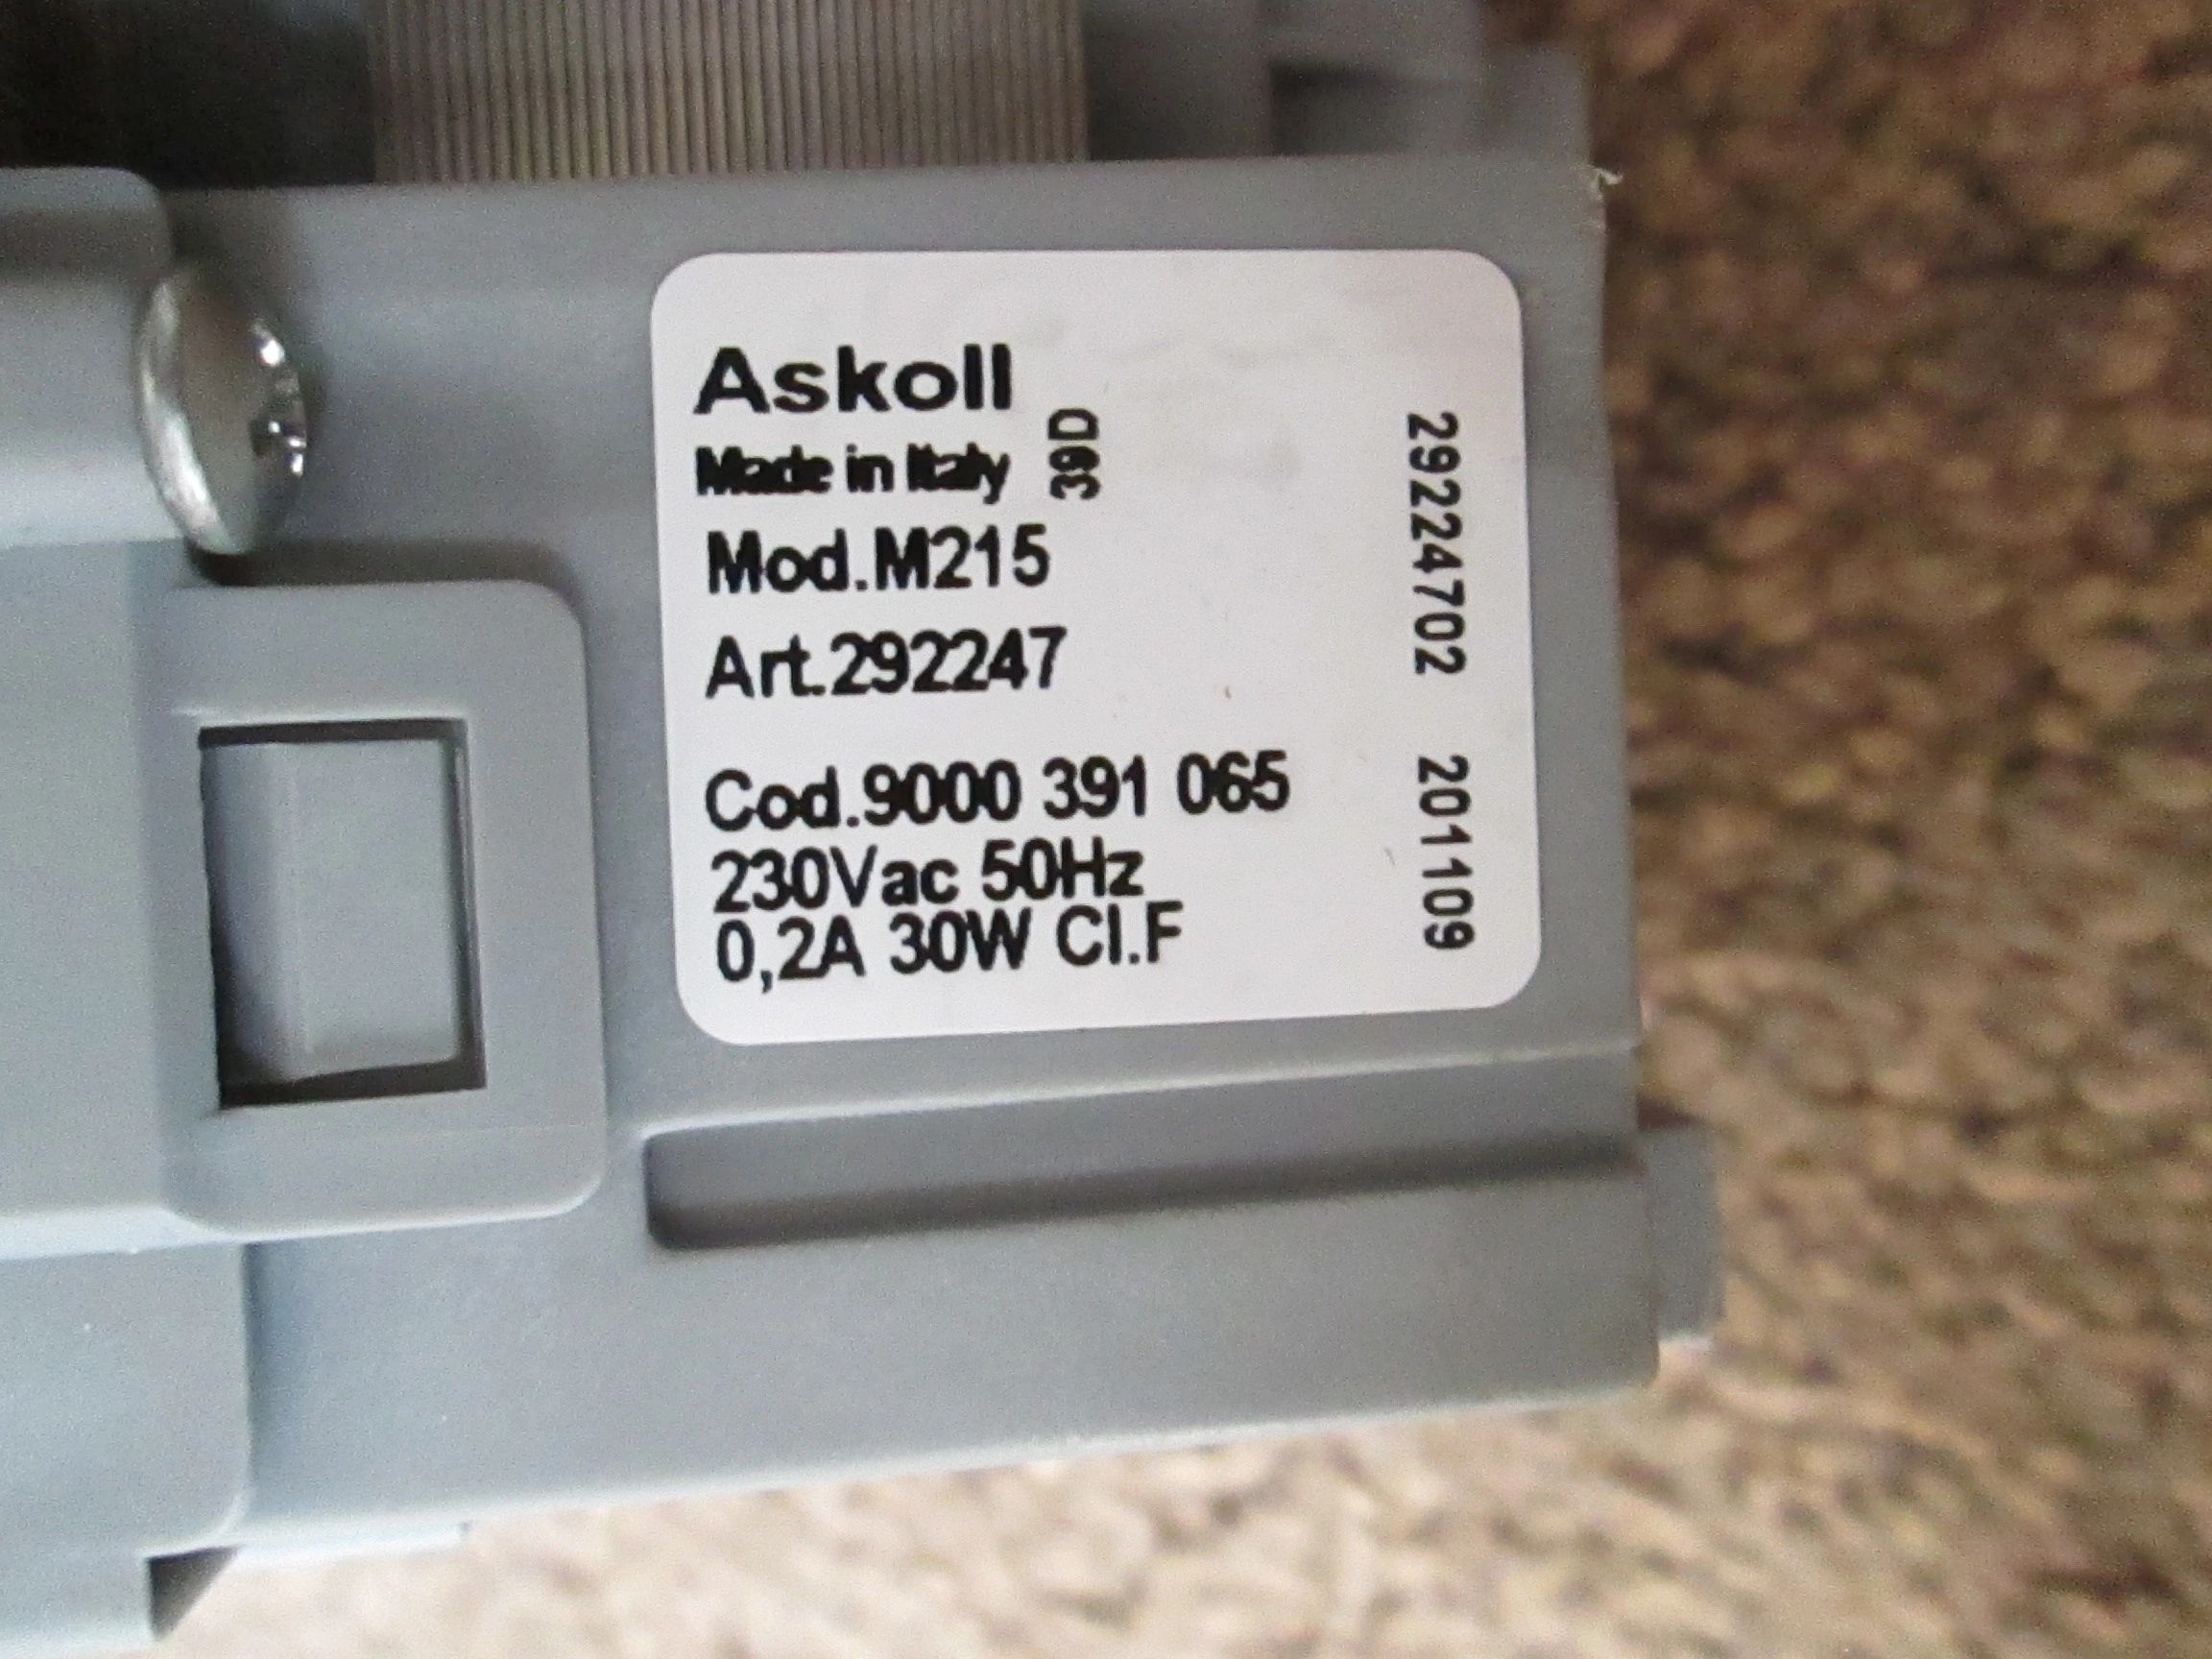 Askoll
Made in Italy
39D
Mod.M215
Art.292247
Cod.9000 391 065
230Vac 50Hz
0,2A 30W Cl.F
29224702 201109